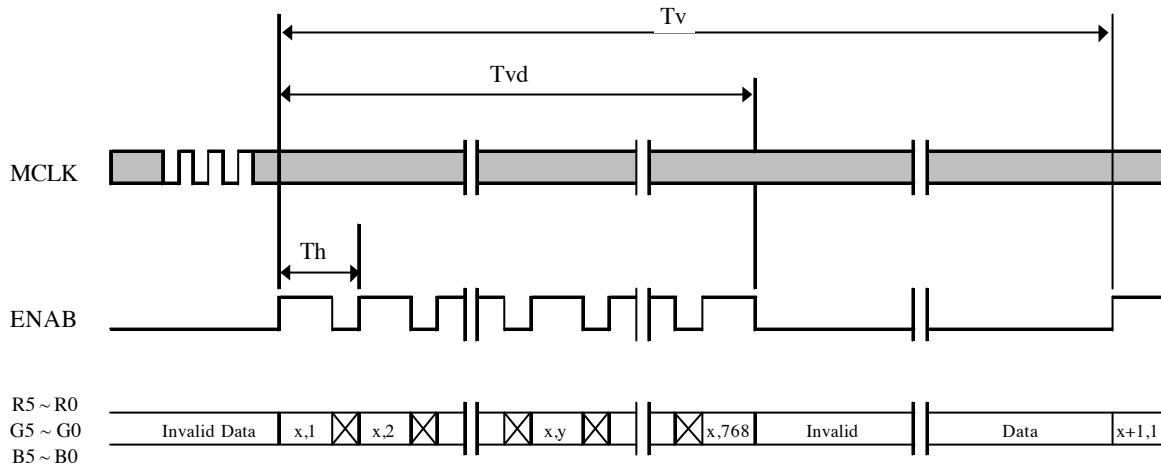 Tv
Tvd
MCLK
Th
ENAB
R5 ~ R0
G5 ~ G0
B5 ~ B0
Invalid Data x,1 x,2 x,y x,768 Invalid Data x+1,1